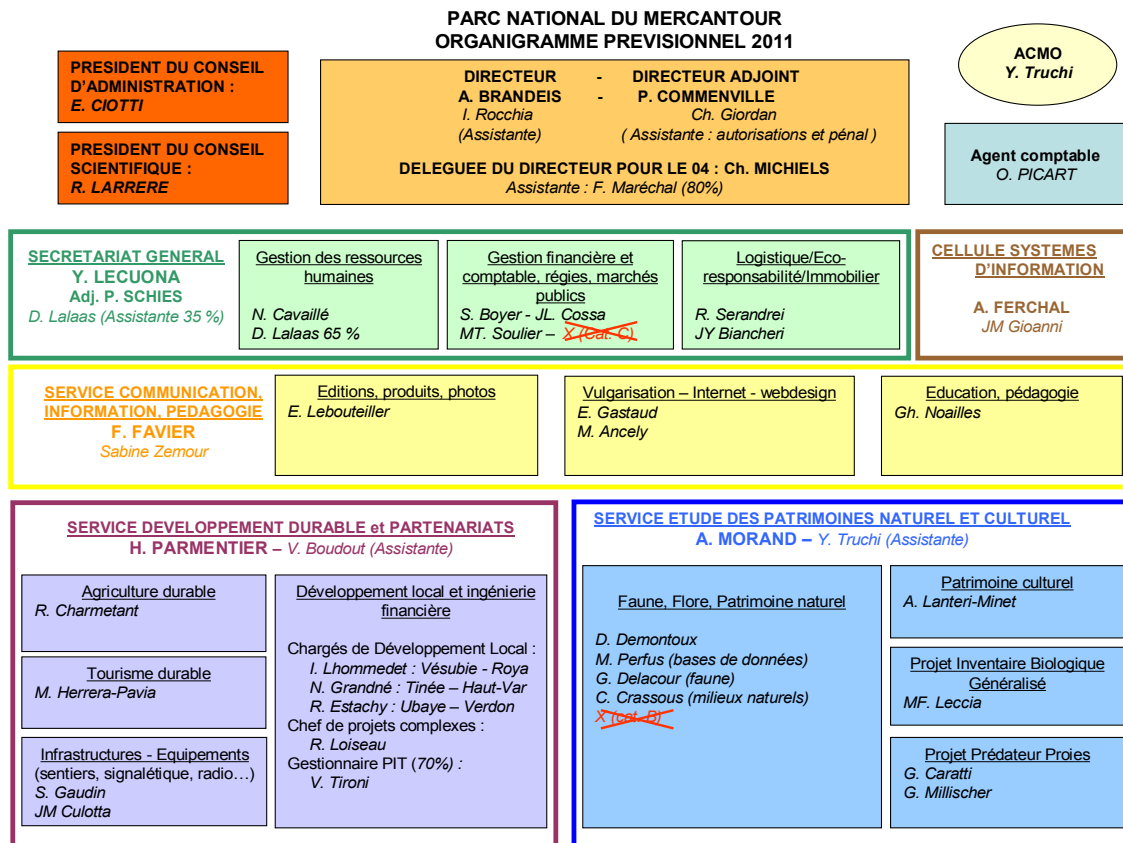 PARC NATIONAL DU MERCANTOUR
ORGANIGRAMME PREVISIONNEL 2011
PRESIDENT DU CONSEIL
D'ADMINISTRATION :
E. CIOTTI
PRESIDENT DU CONSEIL
SCIENTIFIQUE :
R. LARRERE
DIRECTEUR - DIRECTEUR ADJOINT
A. BRANDEIS - P. COMMENVILLE
I. Rocchia Ch. Giordan
(Assistante) ( Assistante : autorisations et pénal )
DELEGUEE DU DIRECTEUR POUR LE 04 : Ch. MICHIELS
Assistante : F. Maréchal (80%)
ACMO
Y. Truchi
Agent comptable
O. PICART
SECRETARIAT GENERAL
Y. LECUONA
Adj. P. SCHIES
D. Lalaas (Assistante 35 %)
Gestion des ressources
humaines
N. Cavaillé
D. Lalaas 65 %
Gestion financière et
comptable, régies, marchés
publics
S. Boyer - JL. Cossa
MT. Soulier – X (Cat. C)
Logistique/Eco-
responsabilité/Immobilier
R. Serandrei
JY Biancheri
CELLULE SYSTEMES
D'INFORMATION
A. FERCHAL
JM Gioanni
SERVICE COMMUNICATION,
INFORMATION, PEDAGOGIE
F. FAVIER
Sabine Zemour
Editions, produits, photos
E. Lebouteiller
Vulgarisation – Internet - webdesign
E. Gastaud
M. Ancely
Education, pédagogie
Gh. Noailles
SERVICE DEVELOPPEMENT DURABLE et PARTENARIATS
H. PARMENTIER – V. Boudout (Assistante)
Agriculture durable
R. Charmetant
Tourisme durable
M. Herrera-Pavia
Infrastructures - Equipements
(sentiers, signalétique, radio…)
S. Gaudin
JM Culotta
Développement local et ingénierie
financière
Chargés de Développement Local :
I. Lhommedet : Vésubie - Roya
N. Grandné : Tinée – Haut-Var
R. Estachy : Ubaye – Verdon
Chef de projets complexes :
R. Loiseau
Gestionnaire PIT (70%) :
V. Tironi
SERVICE ETUDE DES PATRIMOINES NATUREL ET CULTUREL
A. MORAND – Y. Truchi (Assistante)
Faune, Flore, Patrimoine naturel
D. Demontoux
M. Perfus (bases de données)
G. Delacour (faune)
C. Crassous (milieux naturels)
X (cat. B)
Patrimoine culturel
A. Lanteri-Minet
Projet Inventaire Biologique
Généralisé
MF. Leccia
Projet Prédateur Proies
G. Caratti
G. Millischer